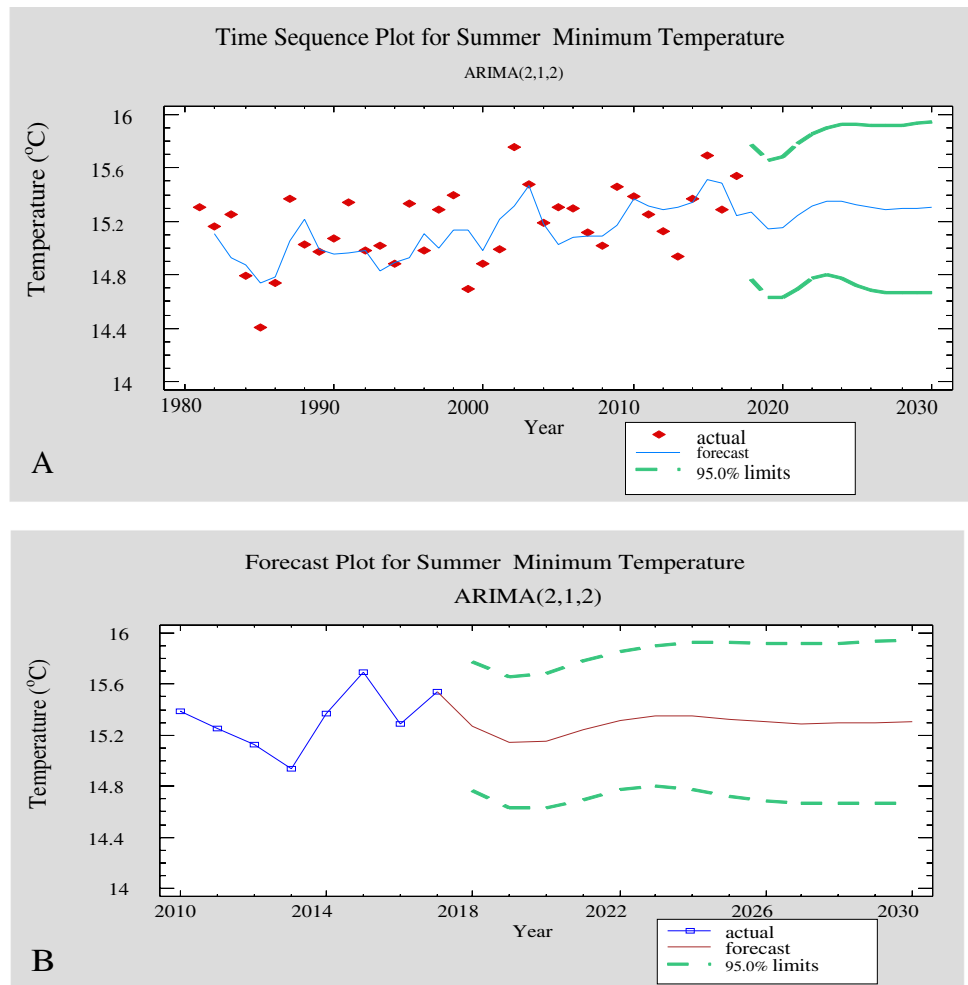 Time Sequence Plot for Summer Minimum Temperature
ARIMA(2,1,2)
Temperature (°C)
16
15.6
15.2
14.8
14.4
14
1980 1990 2000 2010 2020 2030
Year
A
actual
forecast
95.0% limits
Forecast Plot for Summer Minimum Temperature
ARIMA(2,1,2)
Temperature (°C)
16
15.6
15.2
14.8
14.4
14
2010 2014 2018 2022 2026 2030
Year
B
actual
forecast
95.0% limits